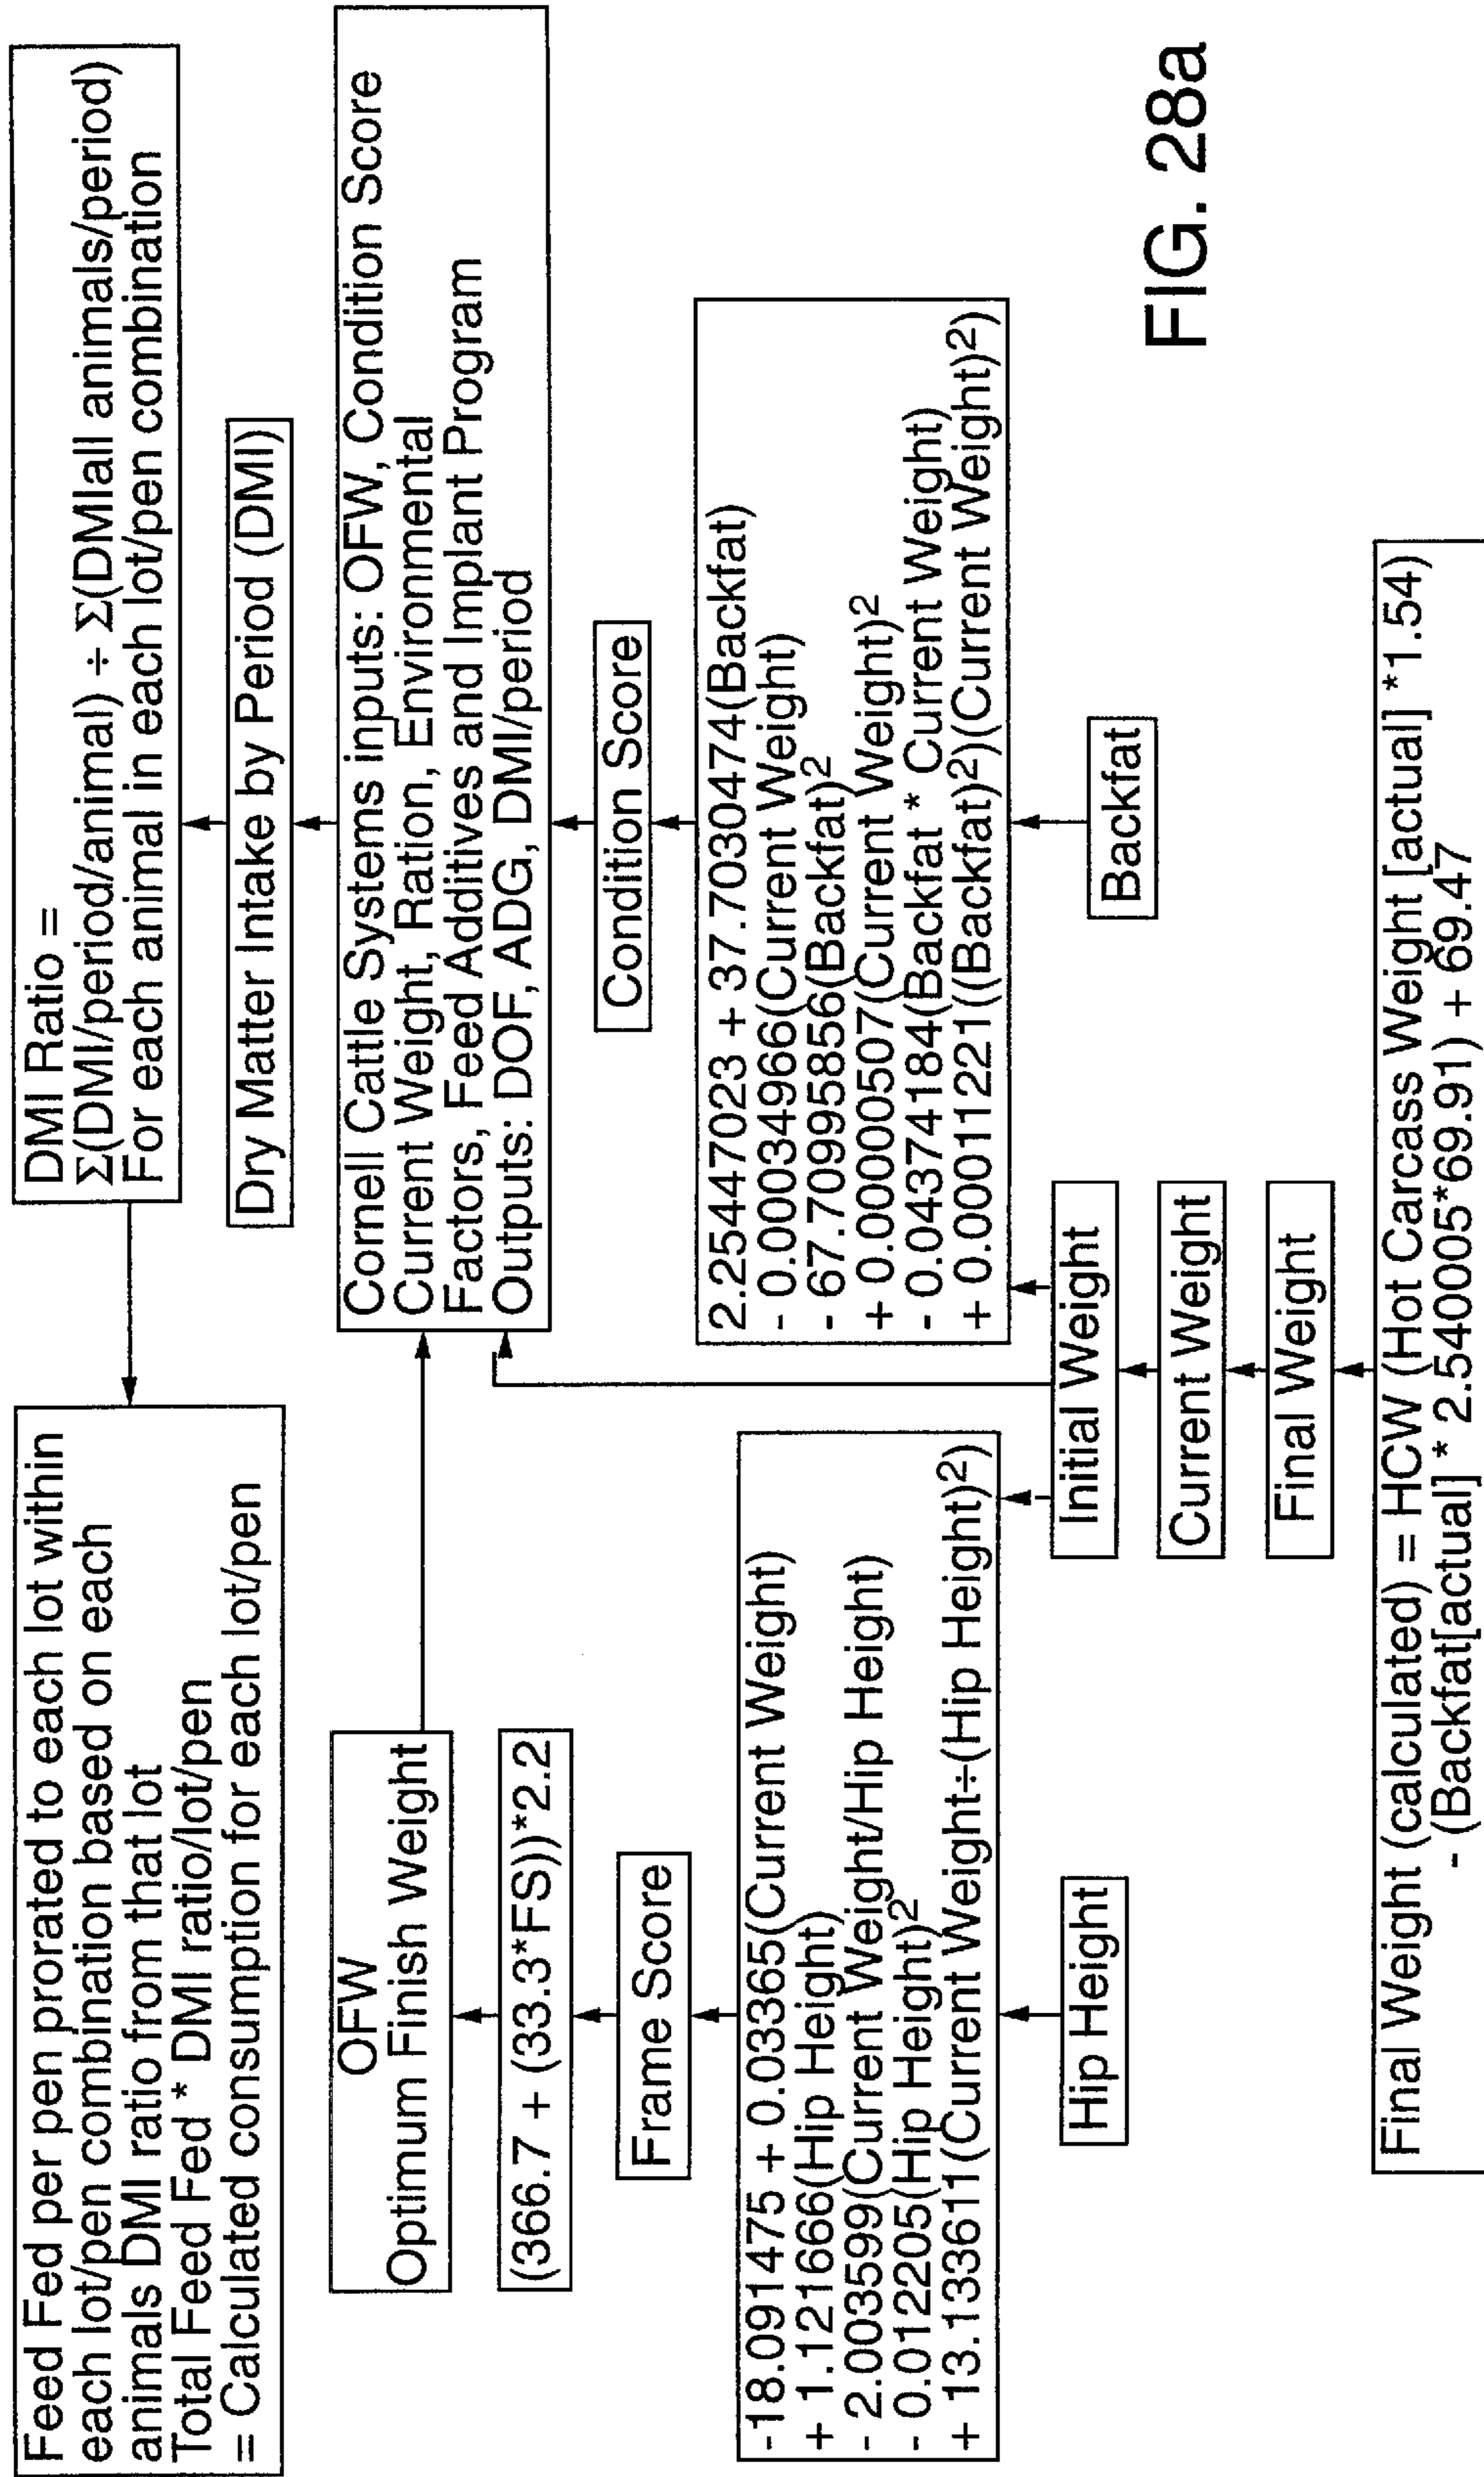 Feed Fed per pen prorated to each lot within
each lot/pen combination based on each
animals DMI ratio from that lot
Total Feed Fed * DMI ratio/lot/pen
= Calculated consumption for each lot/pen
DMI Ratio =
Σ(DMI/period/animal) ÷ Σ(DMIall animals/period)
For each animal in each lot/pen combination
Dry Matter Intake by Period (DMI)
OFW
Optimum Finish Weight
Cornell Cattle Systems inputs: OFW, Condition Score
Current Weight, Ration, Environmental
Factors, Feed Additives and Implant Program
Outputs: DOF, ADG, DMI/period
(366.7 + (33.3*FS))*2.2
Frame Score
Condition Score
-18.091475 + 0.03365(Current Weight)
+ 1.121666(Hip Height)
- 2.003599(Current Weight/Hip Height)
- 0.012205(Hip Height)2
+ 13.133611(Current Weight÷(Hip Height)2)
2.25447023 + 37.7030474(Backfat)
- 0.00034966(Current Weight)
- 67.70995856(Backfat)2
+ 0.00000507(Current Weight)2
- 0.04374184(Backfat * Current Weight)
+ 0.00011221((Backfat)2)(Current Weight)2)
Hip Height
Initial Weight
Backfat
Current Weight
Final Weight
Final Weight (calculated) = HCW (Hot Carcass Weight [actual] *1.54)
- (Backfat[actual] * 2.540005*69.91) + 69.47
FIG. 28a